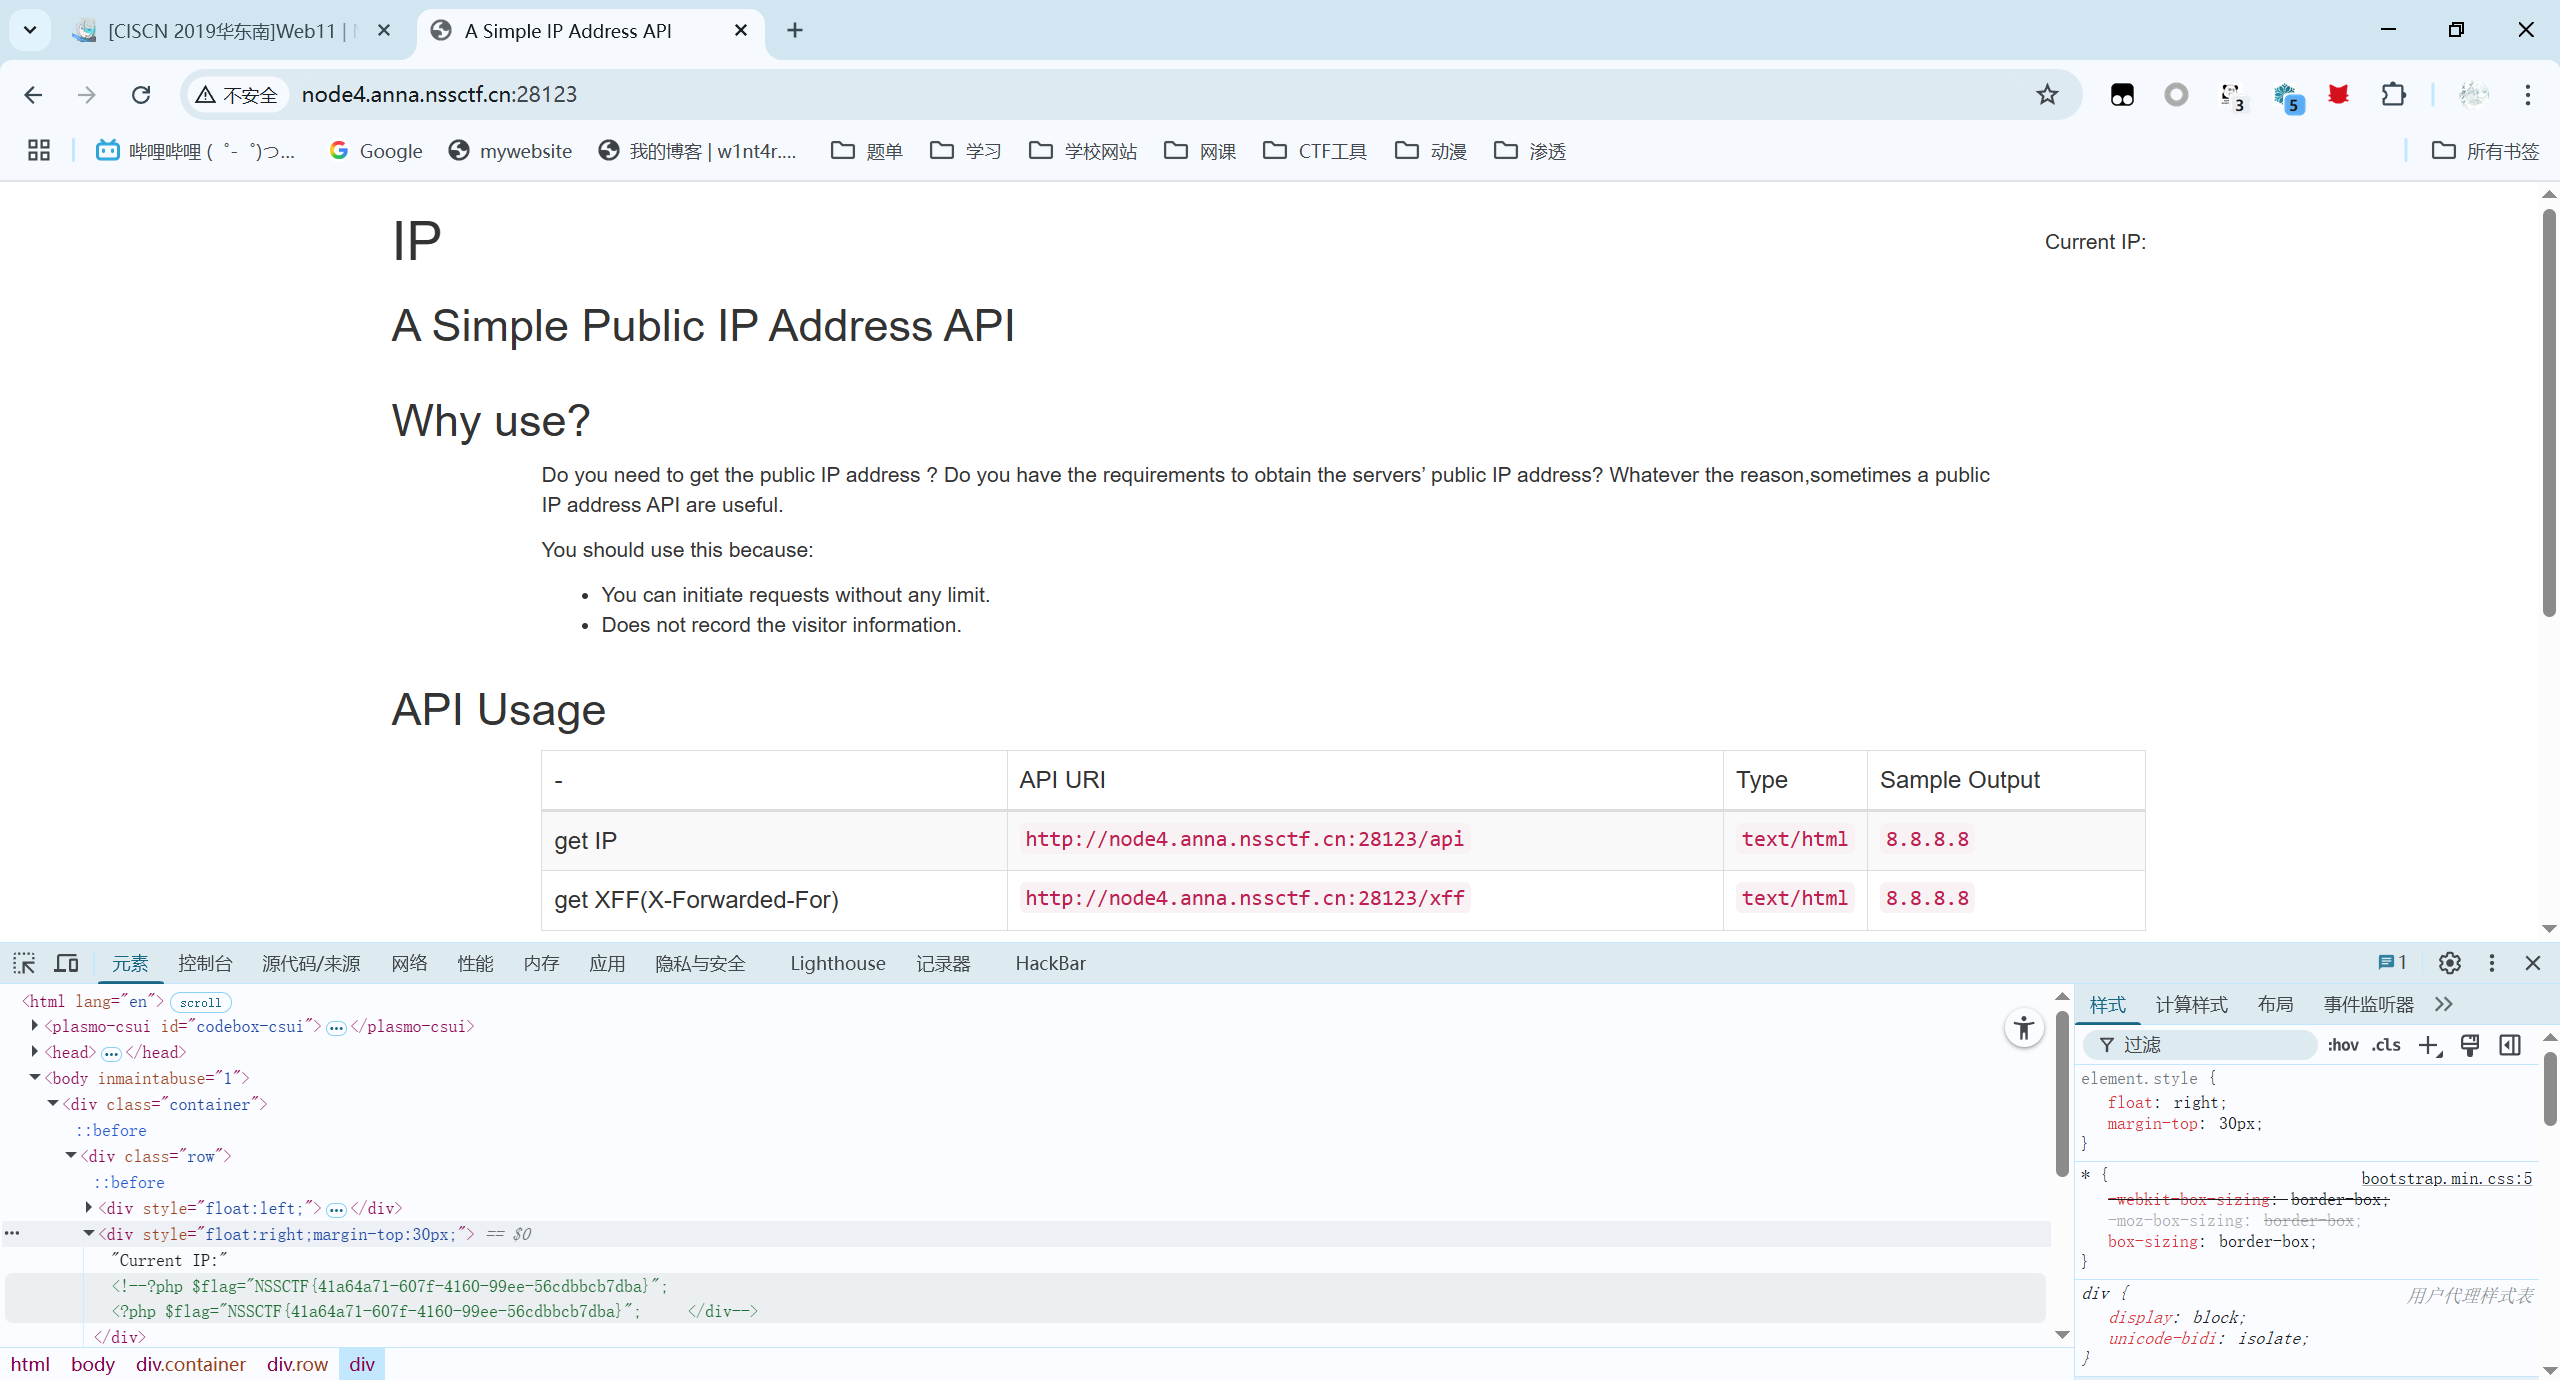 [CISCN 2019华东南]Web11 |
A Simple IP Address API
不安全
node4.anna.nssctf.cn:28123
3
5
哔哩哔哩 (゜-゜)つ...
Google
mywebsite
我的博客 | w1nt4r....
题单
学习
学校网站
网课
CTF工具
动漫
渗透
所有书签
IP
Current IP:
A Simple Public IP Address API
Why use?
Do you need to get the public IP address ? Do you have the requirements to obtain the servers’ public IP address? Whatever the reason,sometimes a public
IP address API are useful.
You should use this because:
• You can initiate requests without any limit.
• Does not record the visitor information.
API Usage
- API URI Type Sample Output
get IP http://node4.anna.nssctf.cn:28123/api text/html 8.8.8.8
get XFF(X-Forwarded-For) http://node4.anna.nssctf.cn:28123/xff text/html 8.8.8.8
元素 控制台 源代码/来源 网络 性能 内存 应用 隐私与安全 Lighthouse 记录器 HackBar
1
<html lang="en"> scroll
<plasmo-csui id="codebox-csui"> … </plasmo-csui>
<head> … </head>
<body inmaintabuse="1">
<div class="container">
::before
<div class="row">
::before
<div style="float:left;"> … </div>
<div style="float:right;margin-top:30px;"> == $0
"Current IP:"
<!--?php $flag="NSSCTF{41a64a71-607f-4160-99ee-56cdbbcb7dba}";
<?php $flag="NSSCTF{41a64a71-607f-4160-99ee-56cdbbcb7dba}"; </div-->
</div>
html body div.container div.row div
样式 计算样式 布局 事件监听器
过滤
:hov .cls
element.style {
float: right;
margin-top: 30px;
}
* {
bootstrap.min.css:5
-webkit-box-sizing: border-box;
-moz-box-sizing: border-box;
box-sizing: border-box;
}
div {
用户代理样式表
display: block;
unicode-bidi: isolate;
}